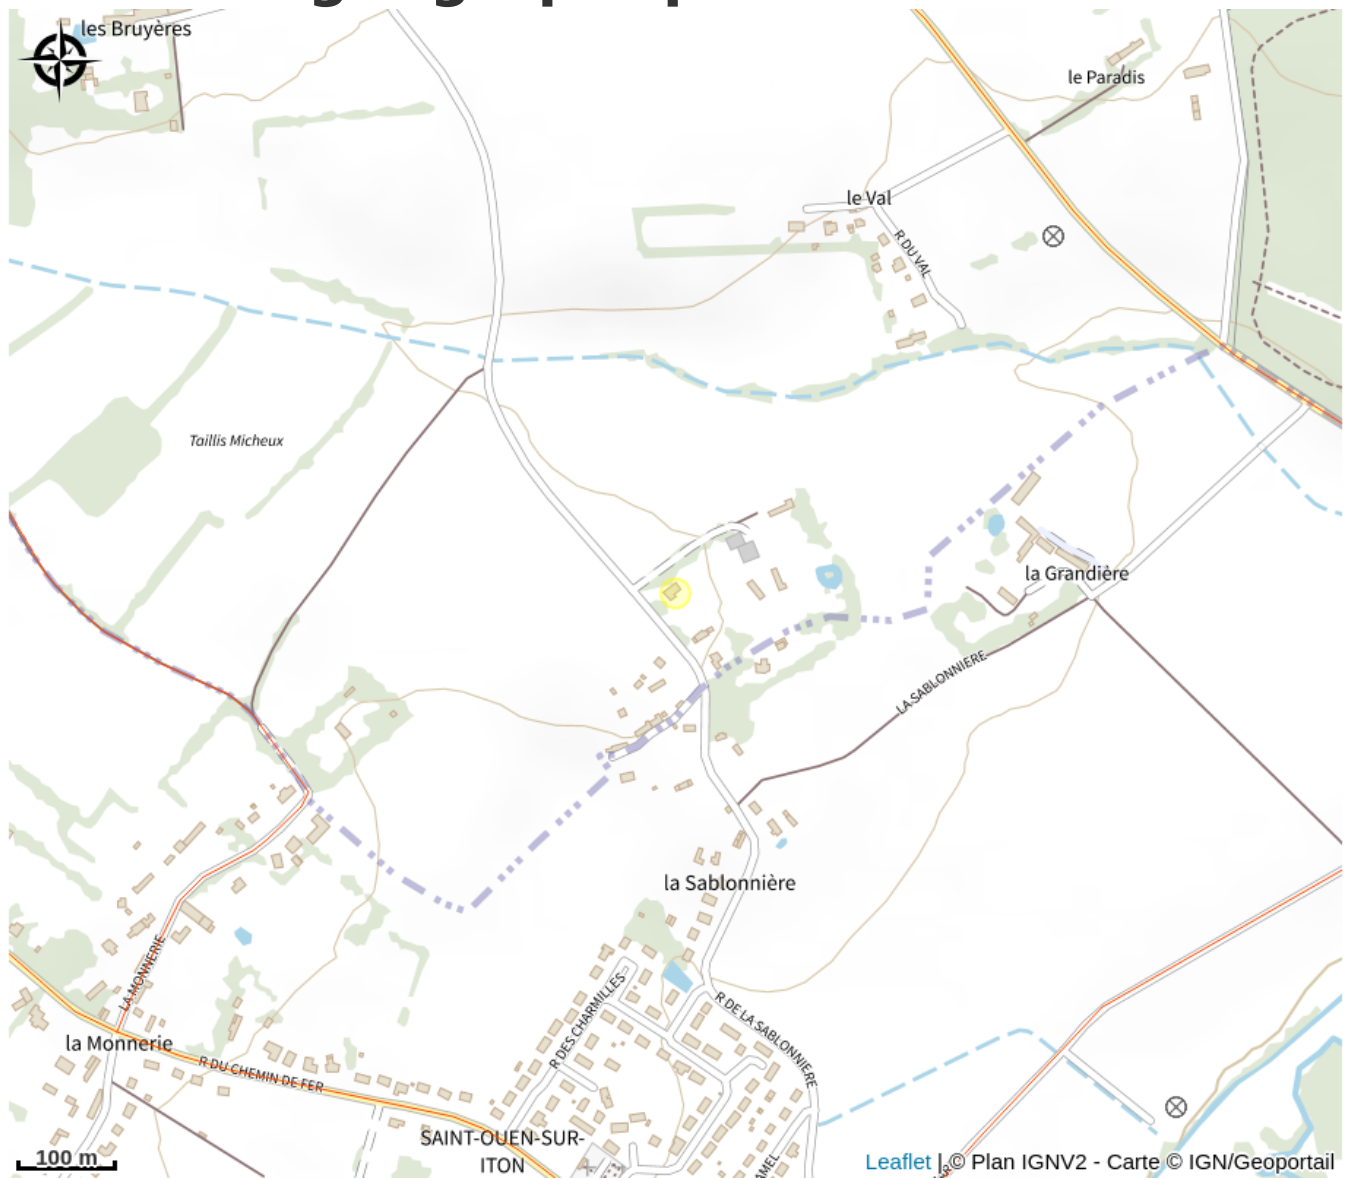 les Bruyères
le Paradis
le Val
R DU VAL
Taillis Micheux
la Grandière
LA SABLONNIERE
la Sablonnière
LA MONNERIE
la Monnerie
R DES CHARMILLES
R DE LA SABLONNIERE
R DU CHEMIN DE FER
SAINT-OUEN-SUR-
ITON
AMEL
100 m
Leaflet | © Plan IGNV2 - Carte © IGN/Geoportail